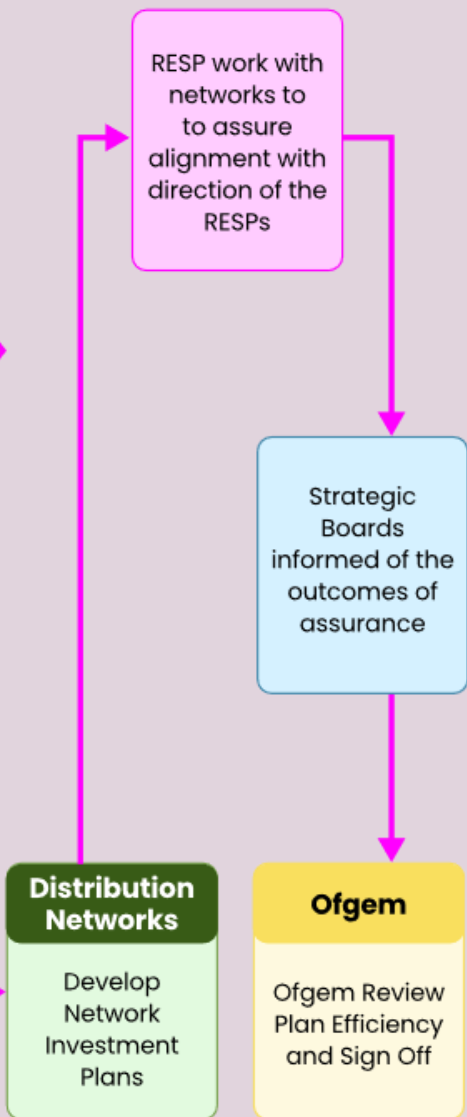 RESP work with
networks to
to assure
alignment with
direction of the
RESPs
Strategic
Boards
informed of the
outcomes of
assurance
Distribution
Networks
Develop
Network
Investment
Plans
Ofgem
Ofgem Review
Plan Efficiency
and Sign Off